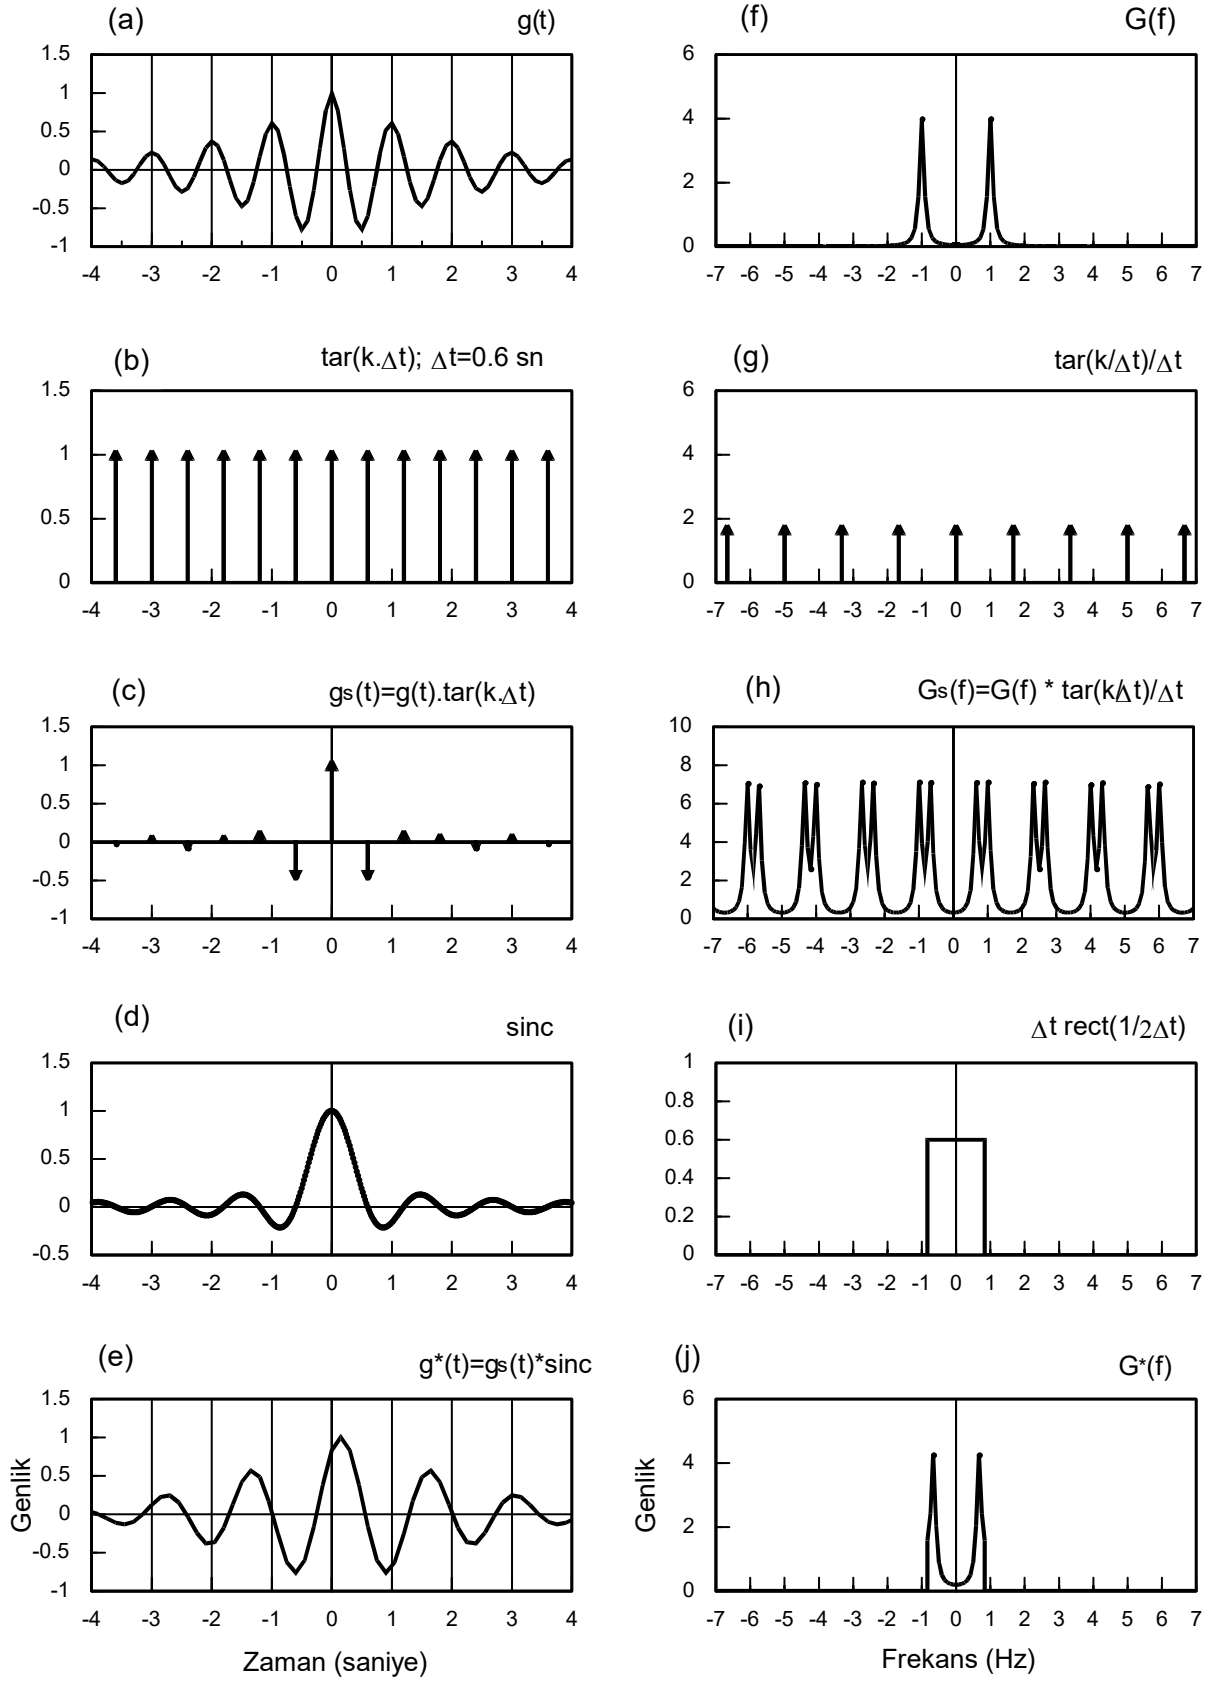 (a) g(t)
1.5
1
0.5
0
-0.5
-1
-4 -3 -2 -1 0 1 2 3 4
(f) G(f)
6
4
2
0
-7 -6 -5 -4 -3 -2 -1 0 1 2 3 4 5 6 7
(b) tar(k.Δt); Δt=0.6 sn
1.5
1
0.5
0
-4 -3 -2 -1 0 1 2 3 4
(g) tar(k/Δt)/Δt
6
4
2
0
-7 -6 -5 -4 -3 -2 -1 0 1 2 3 4 5 6 7
(c) gs(t)=g(t).tar(k.Δt)
1.5
1
0.5
0
-0.5
-1
-4 -3 -2 -1 0 1 2 3 4
(h) Gs(f)=G(f) * tar(k/Δt)/Δt
10
8
6
4
2
0
-7 -6 -5 -4 -3 -2 -1 0 1 2 3 4 5 6 7
(d) sinc
1.5
1
0.5
0
-0.5
-4 -3 -2 -1 0 1 2 3 4
(i) Δt rect(1/2Δt)
1
0.8
0.6
0.4
0.2
0
-7 -6 -5 -4 -3 -2 -1 0 1 2 3 4 5 6 7
(e) g*(t)=gs(t)*sinc
1.5
1
0.5
0
-0.5
-1
Genlik
-4 -3 -2 -1 0 1 2 3 4
Zaman (saniye)
(j) G*(f)
6
4
2
0
Genlik
-7 -6 -5 -4 -3 -2 -1 0 1 2 3 4 5 6 7
Frekans (Hz)